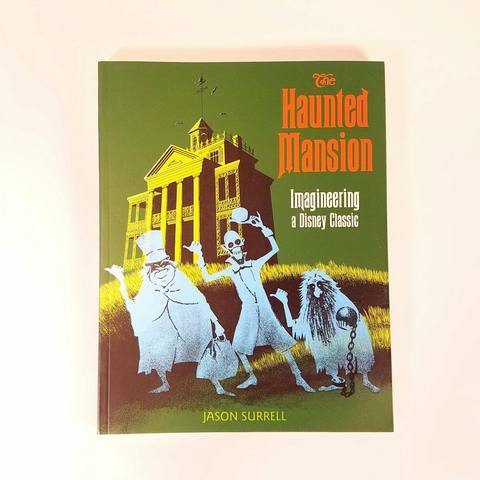 The
Haunted
Mansion
Imagineering
a Disney Classic
JASON SURRELL